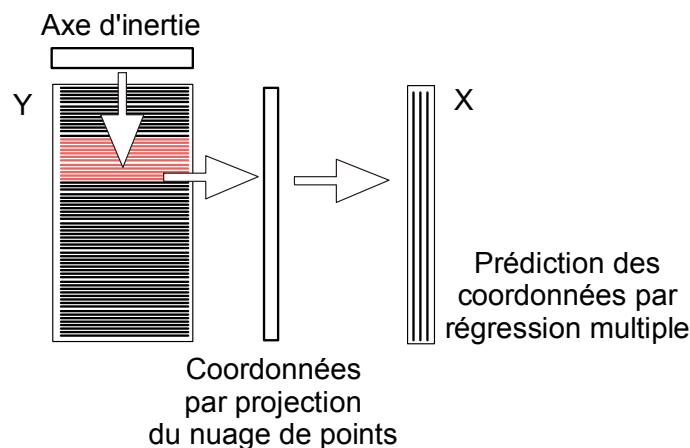 Axe d'inertie
Y
X
Prédiction des
coordonnées par
régression multiple
Coordonnées
par projection
du nuage de points